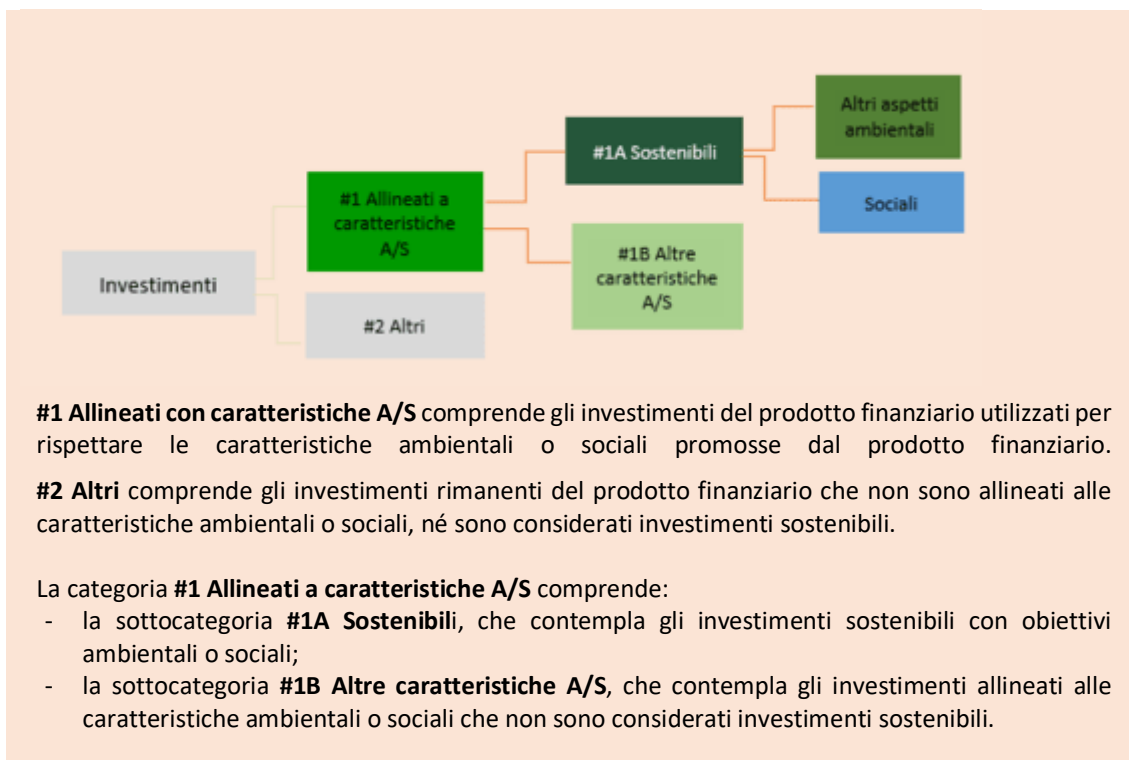 Altri aspetti
ambientali
#1A Sostenibili
Sociali
#1 Allineati a
caratteristiche
A/S
#1B Altre
caratteristiche
A/S
Investimenti
#2 Altri
#1 Allineati con caratteristiche A/S comprende gli investimenti del prodotto finanziario utilizzati per
rispettare le caratteristiche ambientali o sociali promosse dal prodotto finanziario.
#2 Altri comprende gli investimenti rimanenti del prodotto finanziario che non sono allineati alle
caratteristiche ambientali o sociali, né sono considerati investimenti sostenibili.
La categoria #1 Allineati a caratteristiche A/S comprende:
- la sottocategoria #1A Sostenibili, che contempla gli investimenti sostenibili con obiettivi
ambientali o sociali;
- la sottocategoria #1B Altre caratteristiche A/S, che contempla gli investimenti allineati alle
caratteristiche ambientali o sociali che non sono considerati investimenti sostenibili.